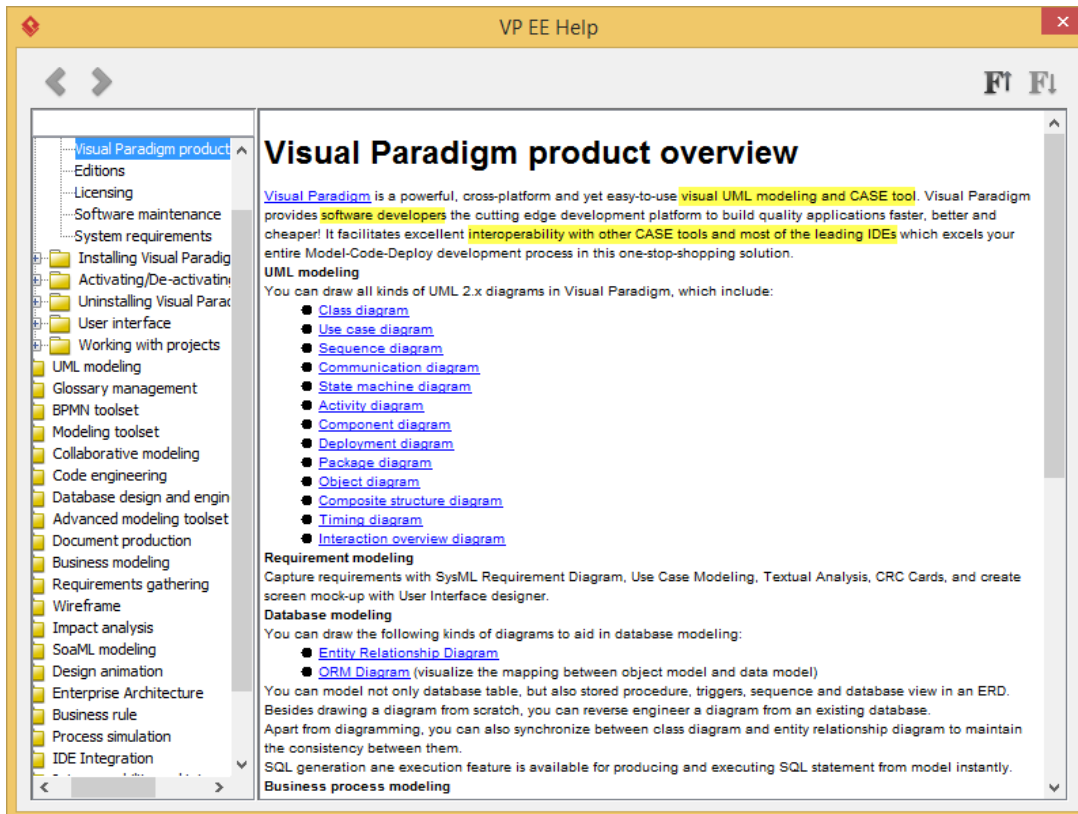 VP EE Help
F↑ F↓
Visual Paradigm product
Editions
Licensing
Software maintenance
System requirements
Installing Visual Paradig
Activating/De-activating
Uninstalling Visual Parad
User interface
Working with projects
UML modeling
Glossary management
BPMN toolset
Modeling toolset
Collaborative modeling
Code engineering
Database design and engin
Advanced modeling toolset
Document production
Business modeling
Requirements gathering
Wireframe
Impact analysis
SoaML modeling
Design animation
Enterprise Architecture
Business rule
Process simulation
IDE Integration
Visual Paradigm product overview
Visual Paradigm is a powerful, cross-platform and yet easy-to-use visual UML modeling and CASE tool. Visual Paradigm
provides software developers the cutting edge development platform to build quality applications faster, better and
cheaper! It facilitates excellent interoperability with other CASE tools and most of the leading IDEs which excels your
entire Model-Code-Deploy development process in this one-stop-shopping solution.
UML modeling
You can draw all kinds of UML 2.x diagrams in Visual Paradigm, which include:
Class diagram
Use case diagram
Sequence diagram
Communication diagram
State machine diagram
Activity diagram
Component diagram
Deployment diagram
Package diagram
Object diagram
Composite structure diagram
Timing diagram
Interaction overview diagram
Requirement modeling
Capture requirements with SysML Requirement Diagram, Use Case Modeling, Textual Analysis, CRC Cards, and create
screen mock-up with User Interface designer.
Database modeling
You can draw the following kinds of diagrams to aid in database modeling:
Entity Relationship Diagram
ORM Diagram (visualize the mapping between object model and data model)
You can model not only database table, but also stored procedure, triggers, sequence and database view in an ERD.
Besides drawing a diagram from scratch, you can reverse engineer a diagram from an existing database.
Apart from diagramming, you can also synchronize between class diagram and entity relationship diagram to maintain
the consistency between them.
SQL generation ane execution feature is available for producing and executing SQL statement from model instantly.
Business process modeling